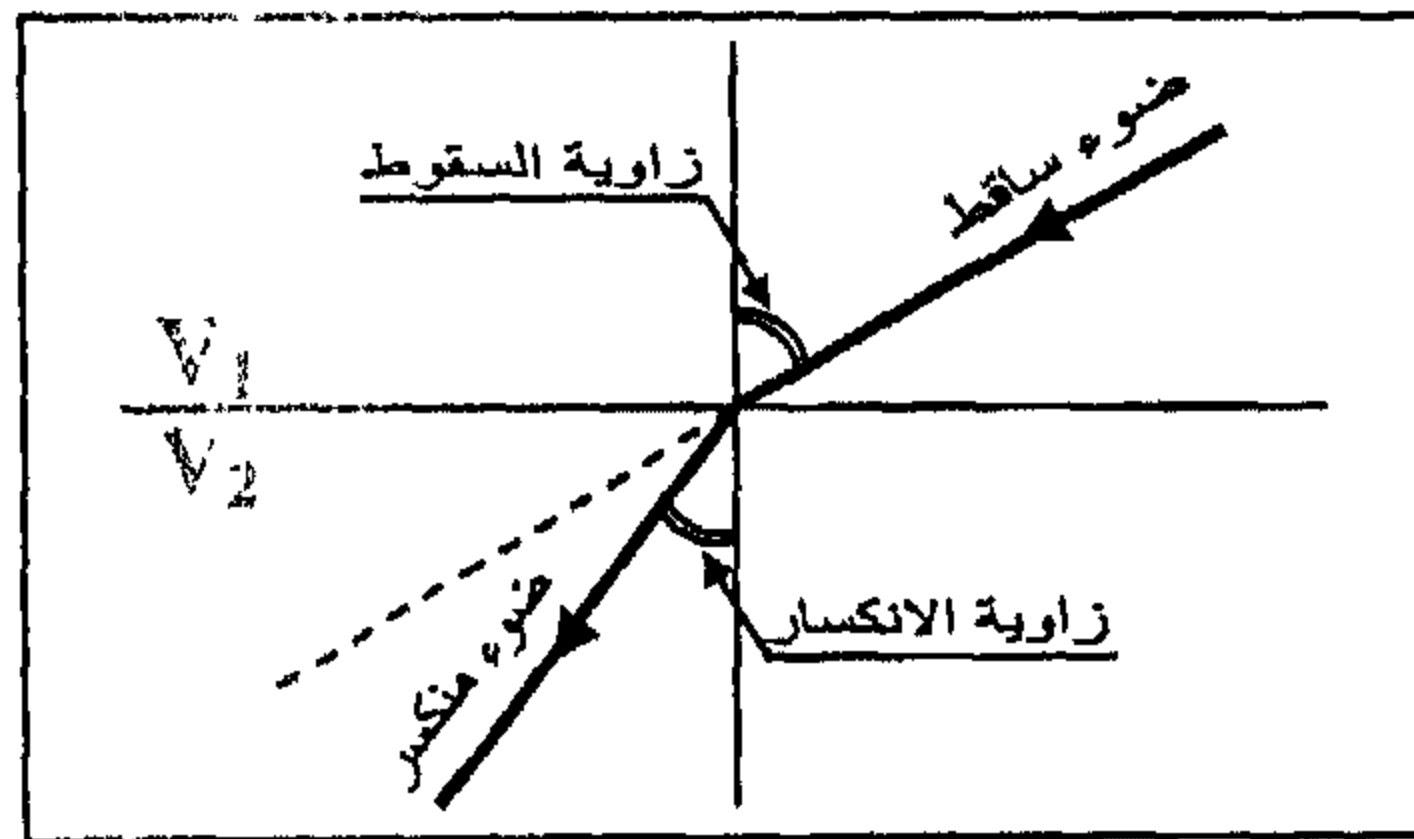 ضوء ساقط
زاوية السقوط
V1
V2
زاوية الانكسار
ضوء منكسر